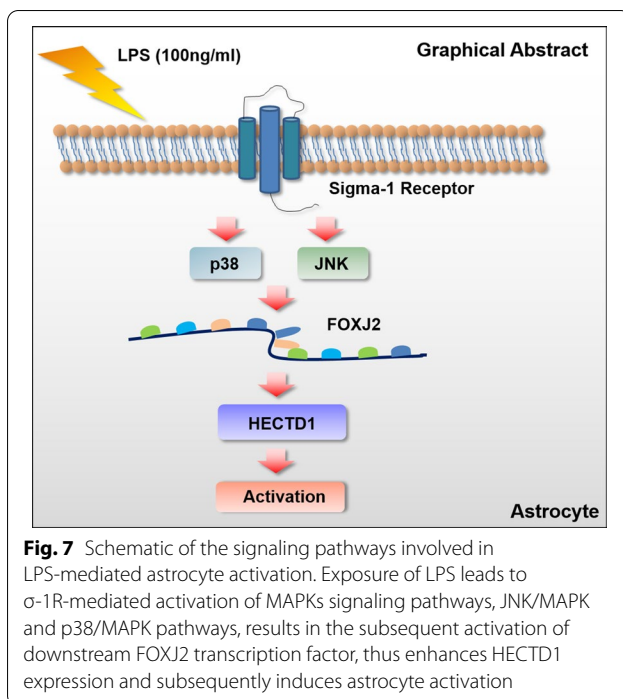 LPS (100ng/ml)
Graphical Abstract
Sigma-1 Receptor
p38
JNK
FOXJ2
HECTD1
Activation
Astrocyte
Fig. 7 Schematic of the signaling pathways involved in
LPS-mediated astrocyte activation. Exposure of LPS leads to
σ-1R-mediated activation of MAPKs signaling pathways, JNK/MAPK
and p38/MAPK pathways, results in the subsequent activation of
downstream FOXJ2 transcription factor, thus enhances HECTD1
expression and subsequently induces astrocyte activation